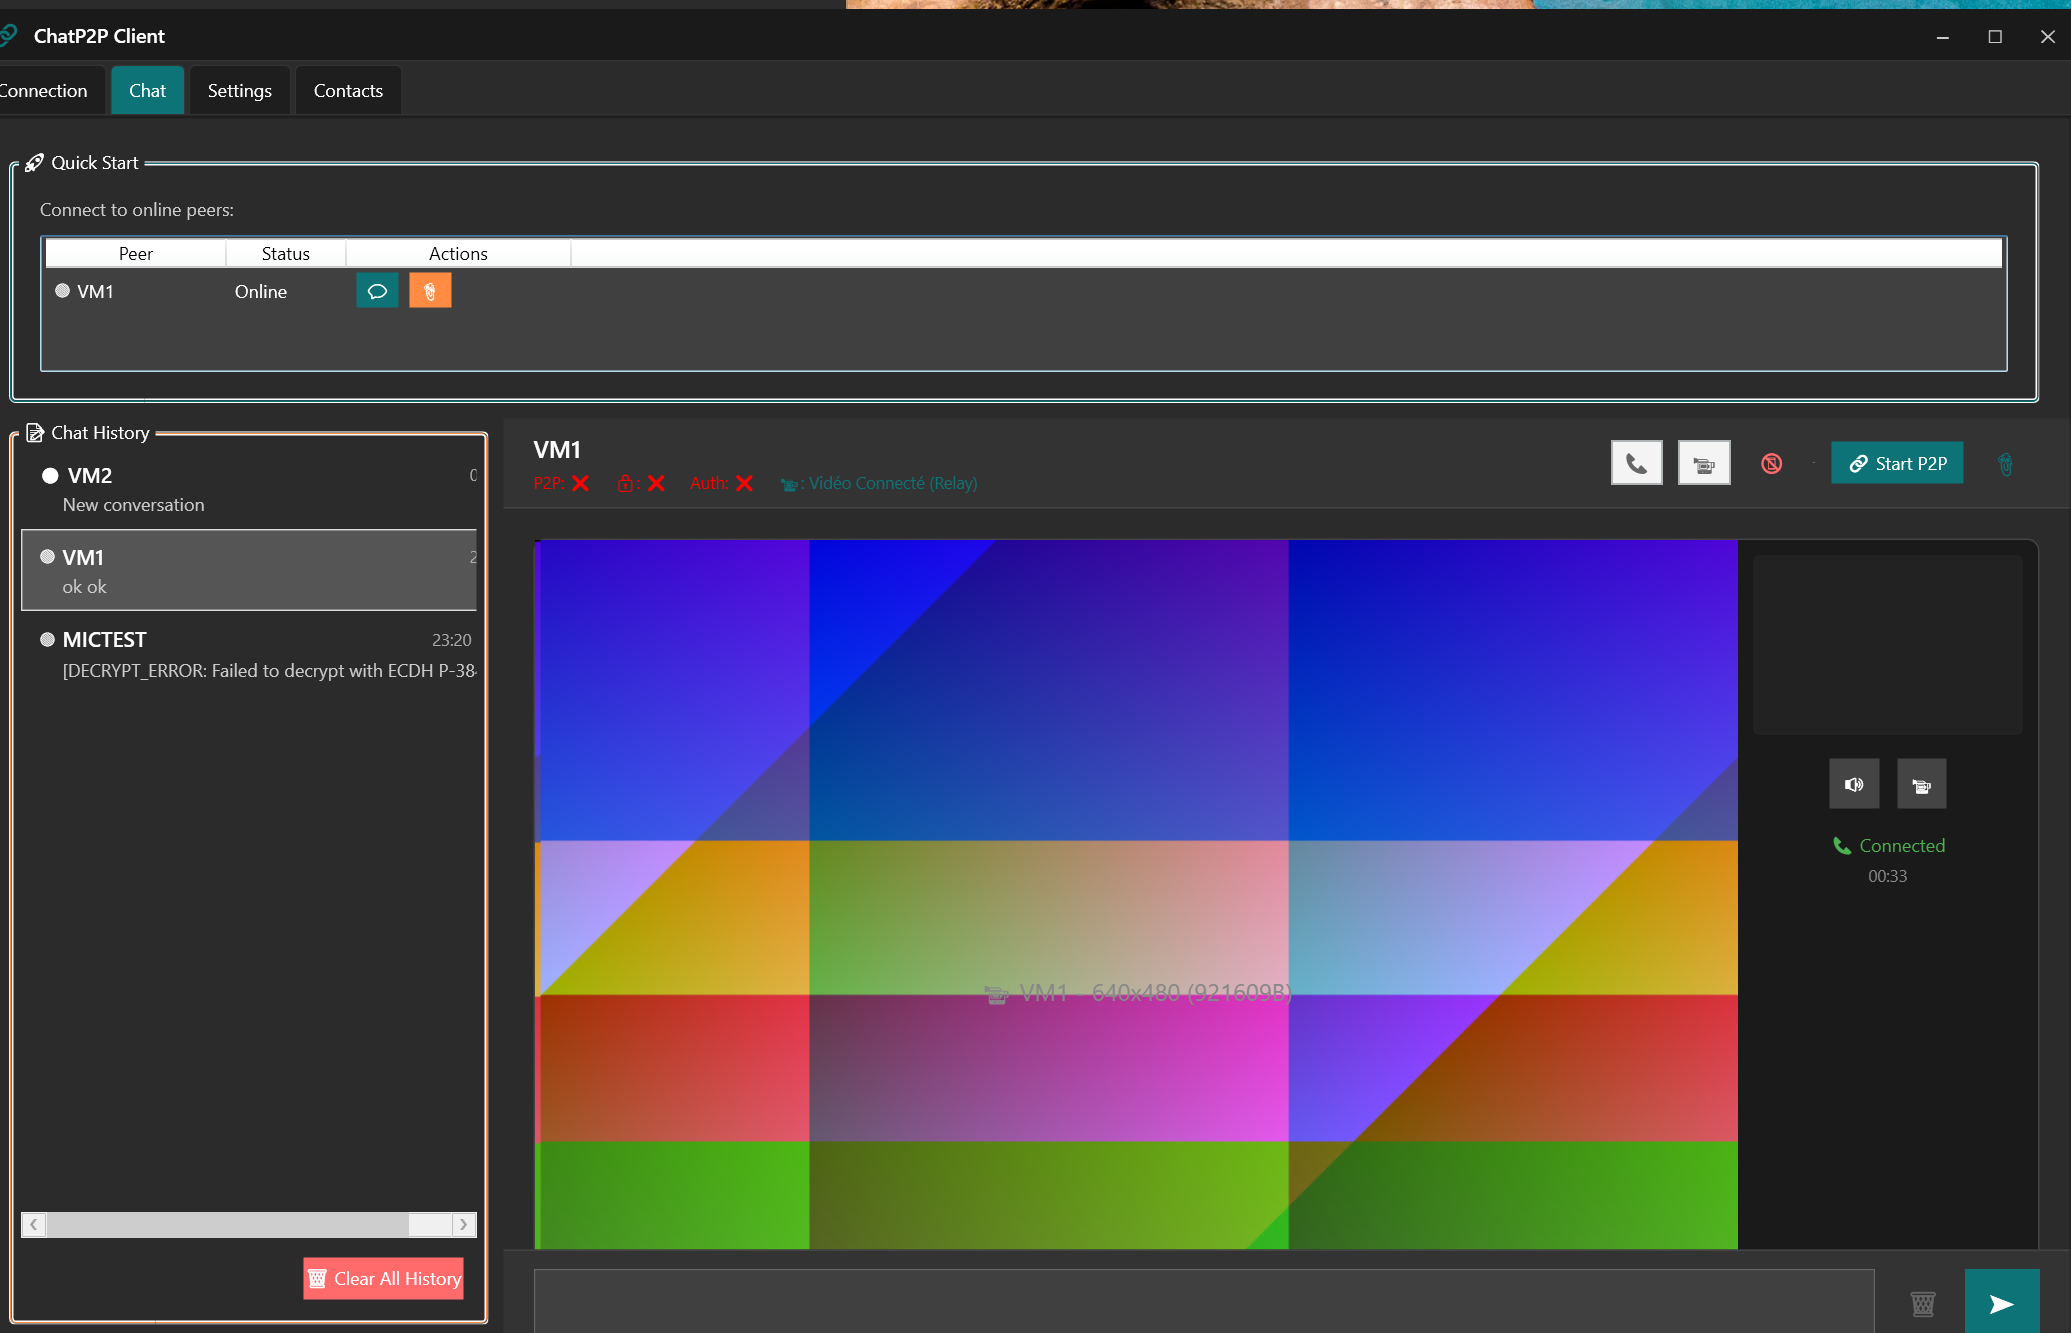 ChatP2P Client
Connection Chat Settings Contacts
Quick Start
Connect to online peers:
Peer Status Actions
VM1 Online
Chat History
VM2 0
New conversation
VM1 2
ok ok
MICTEST 23:20
[DECRYPT_ERROR: Failed to decrypt with ECDH P-38
Clear All History
VM1
P2P: : Auth: : Vidéo Connecté (Relay)
Start P2P
VM1 - 640x480 (921609B)
Connected
00:33